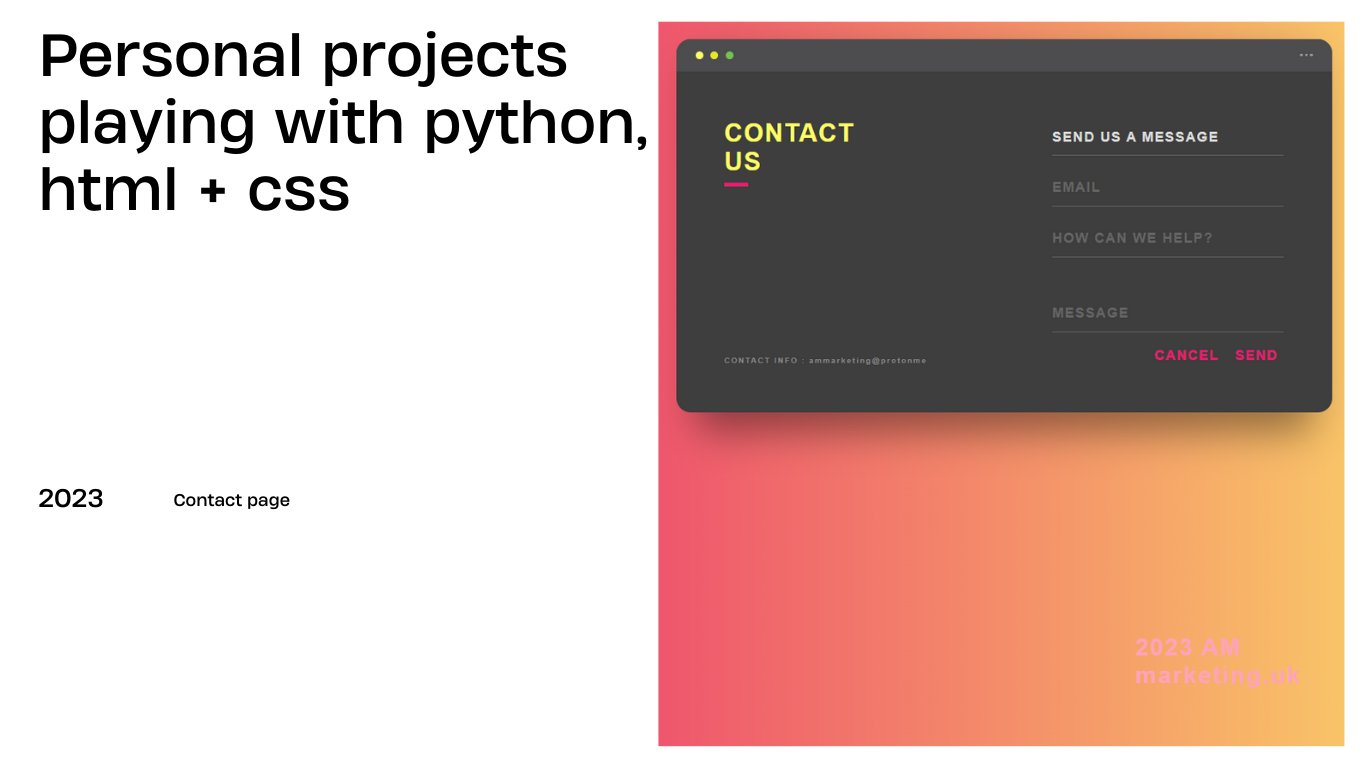 Personal projects
playing with python,
html + css
2023
Contact page
CONTACT
US
CONTACT INFO : ammarketing@protonme
SEND US A MESSAGE
EMAIL
HOW CAN WE HELP?
MESSAGE
CANCEL SEND
2023 AM
marketing.uk